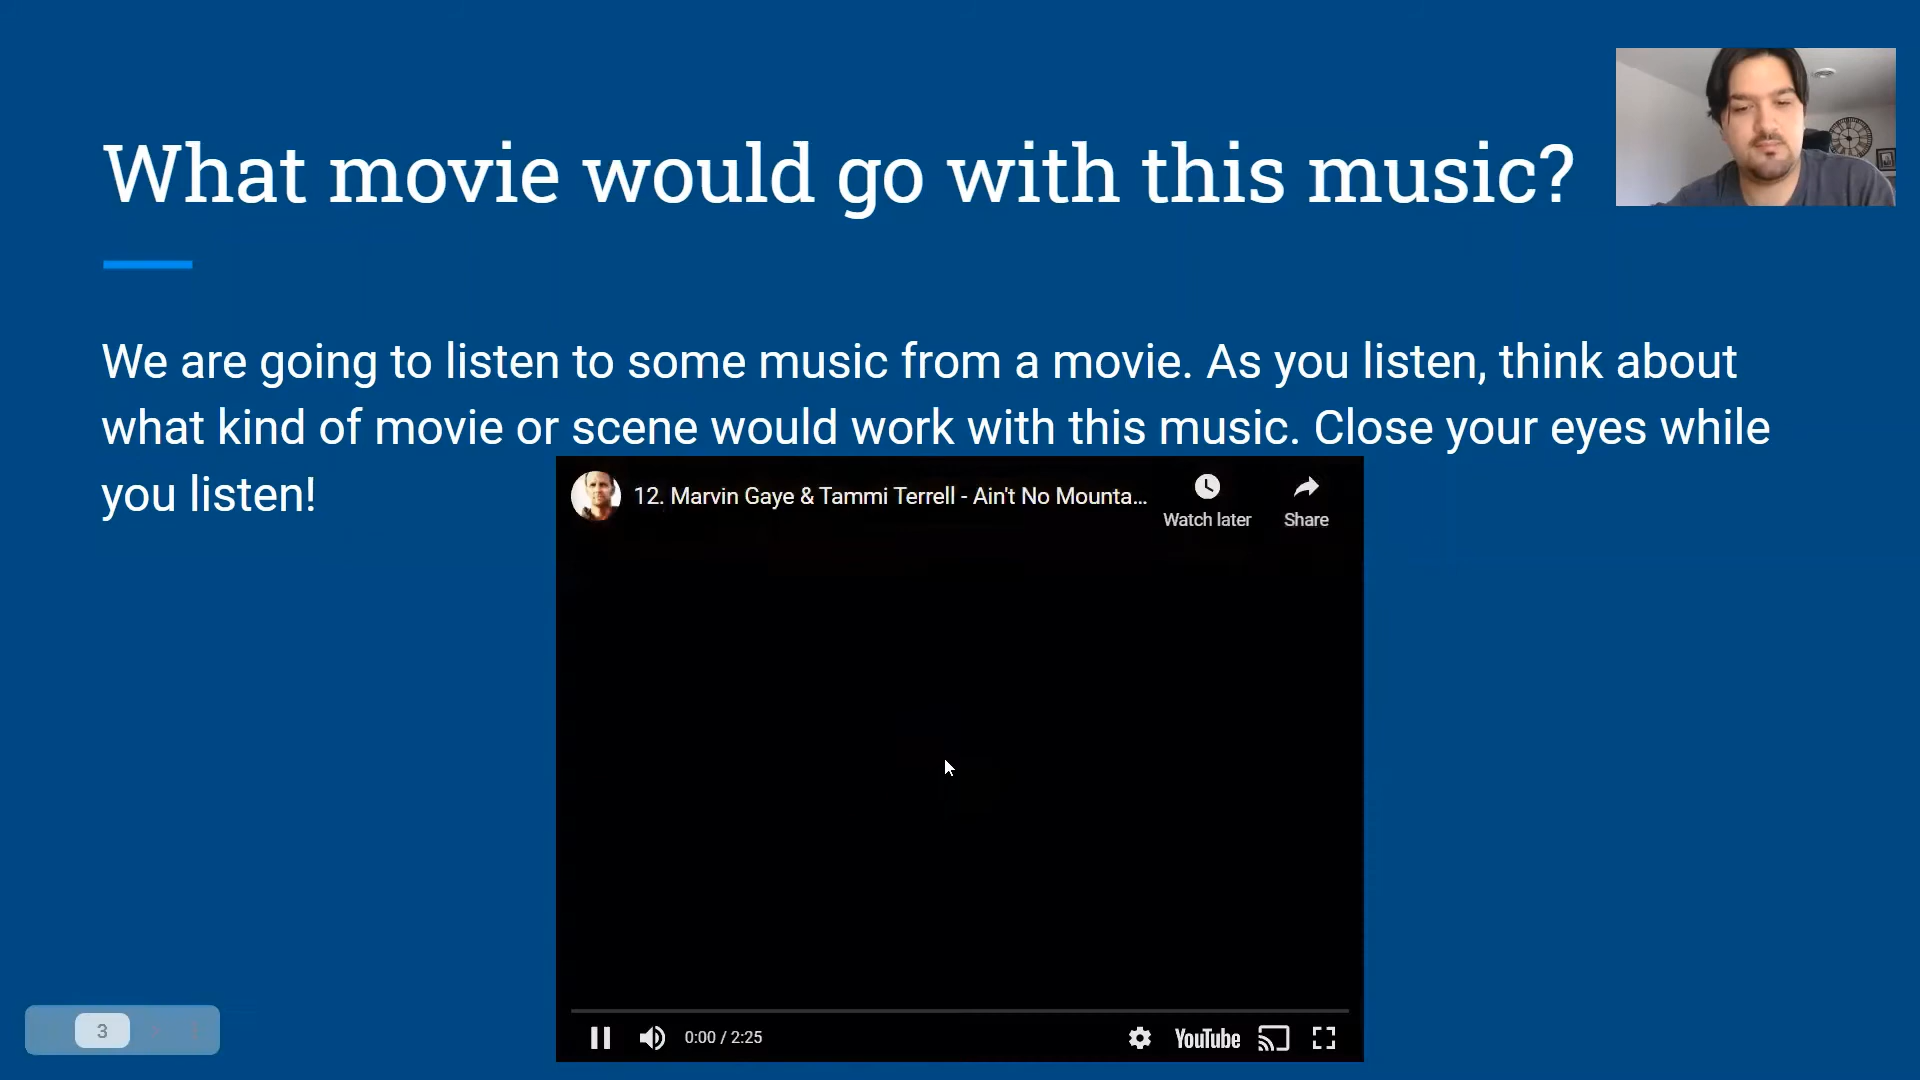 What movie would go with this music?
We are going to listen to some music from a movie. As you listen, think about
what kind of movie or scene would work with this music. Close your eyes while
you listen!
12. Marvin Gaye & Tammi Terrell - Ain't No Mounta...
Watch later
Share
0:00 / 2:25
YouTube
3